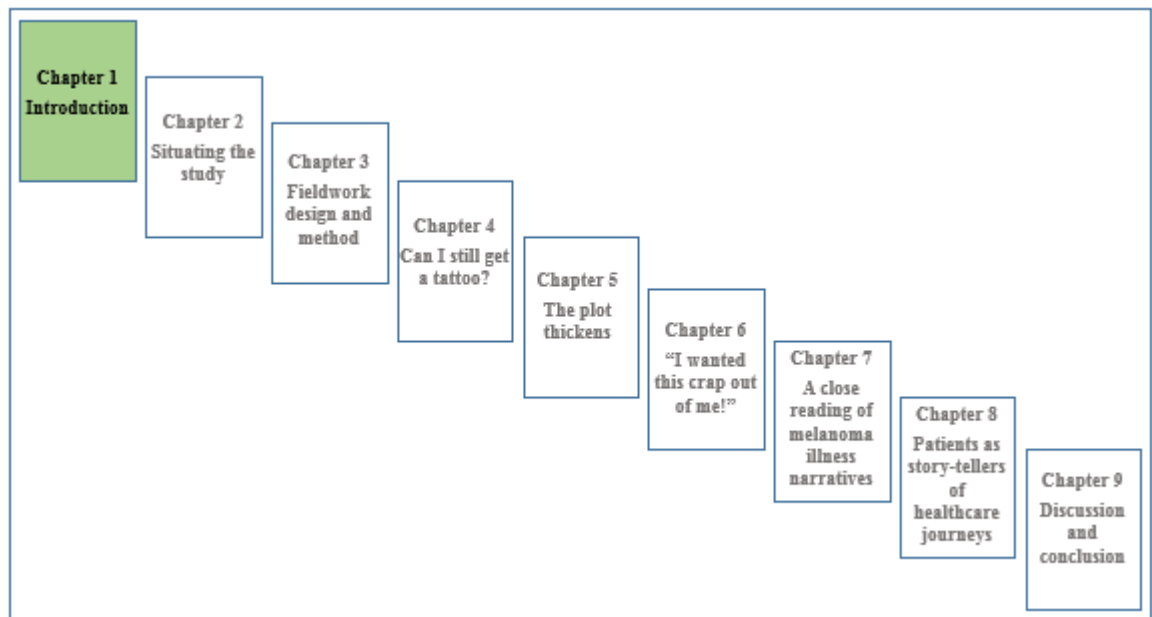 Chapter 1
Introduction
Chapter 2
Situating the
study
Chapter 3
Fieldwork
design and
method
Chapter 4
Can I still get
a tattoo?
Chapter 5
The plot
thickens
Chapter 6
“I wanted
this crap out
of me!”
Chapter 7
A close
reading of
melanoma
illness
narratives
Chapter 8
Patients as
story-tellers
of
healthcare
journeys
Chapter 9
Discussion
and
conclusion